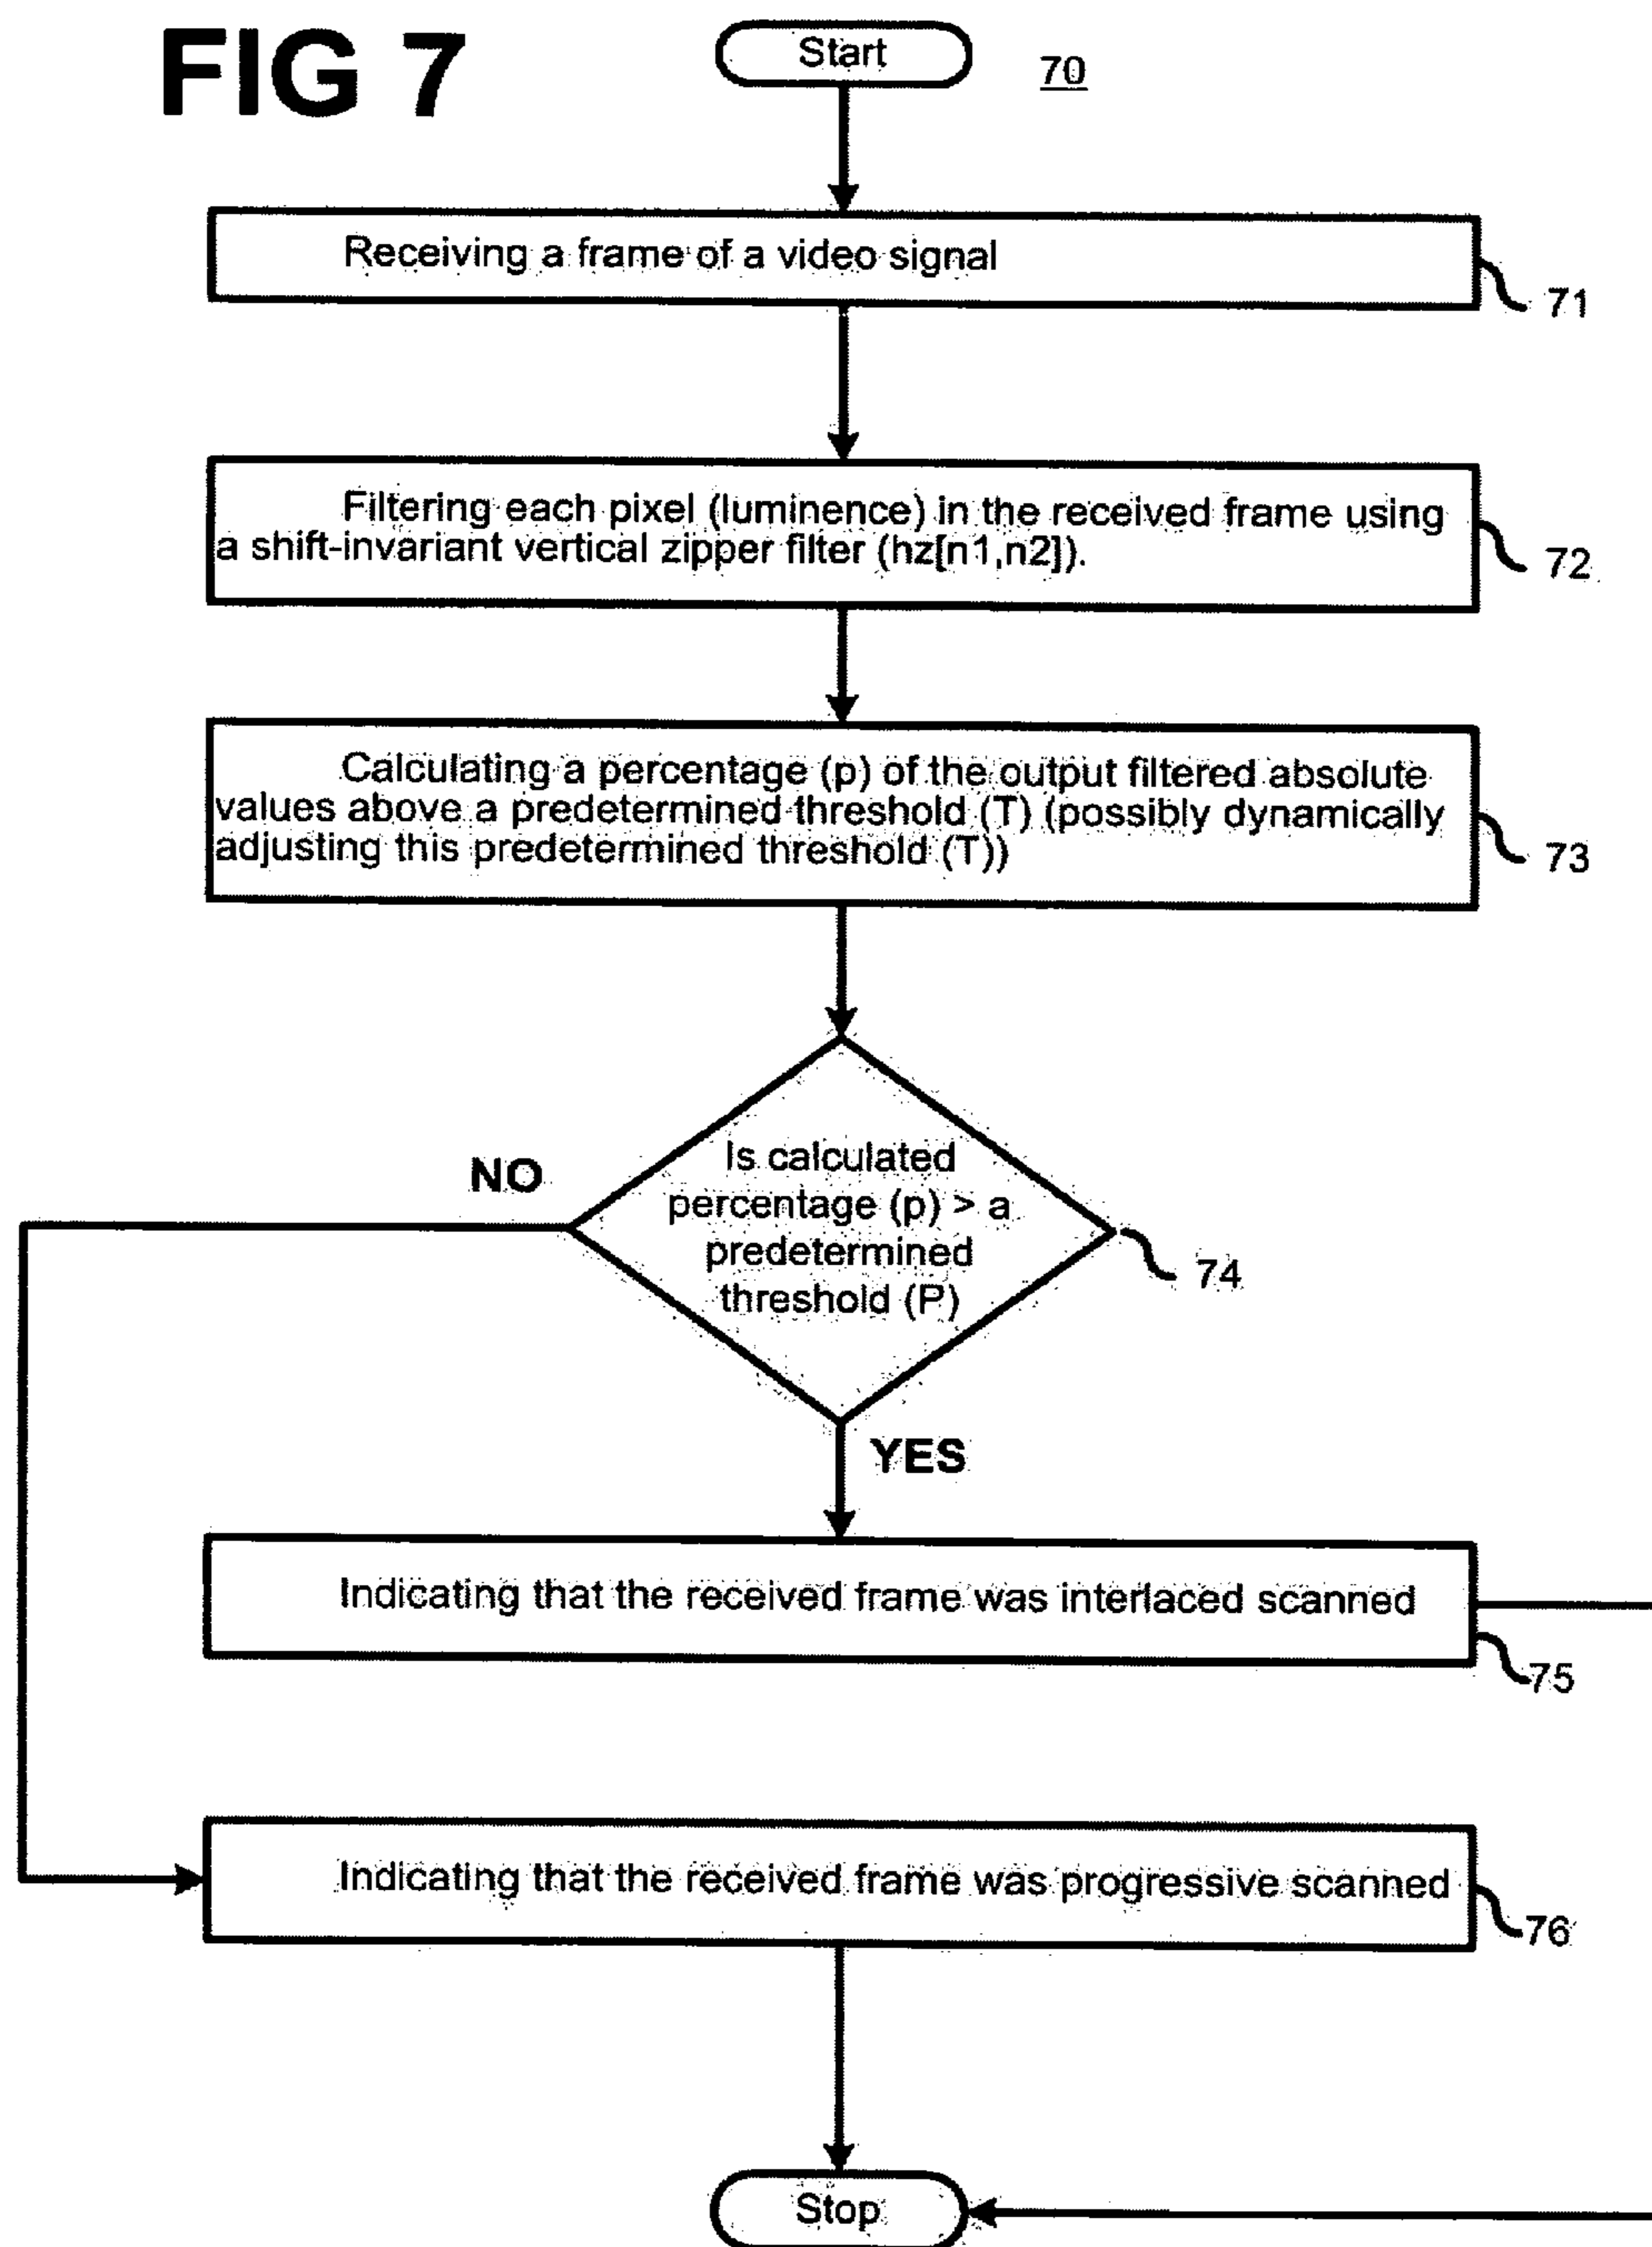 FIG 7
Start
70
Receiving a frame of a video signal
71
Filtering each pixel (luminence) in the received frame using
a shift-invariant vertical zipper filter (hz[n1,n2]).
72
Calculating a percentage (p) of the output filtered absolute
values above a predetermined threshold (T) (possibly dynamically
adjusting this predetermined threshold (T))
73
NO
Is calculated
percentage (p) > a
predetermined
threshold (P)
74
YES
Indicating that the received frame was interlaced scanned
75
Indicating that the received frame was progressive scanned
76
Stop